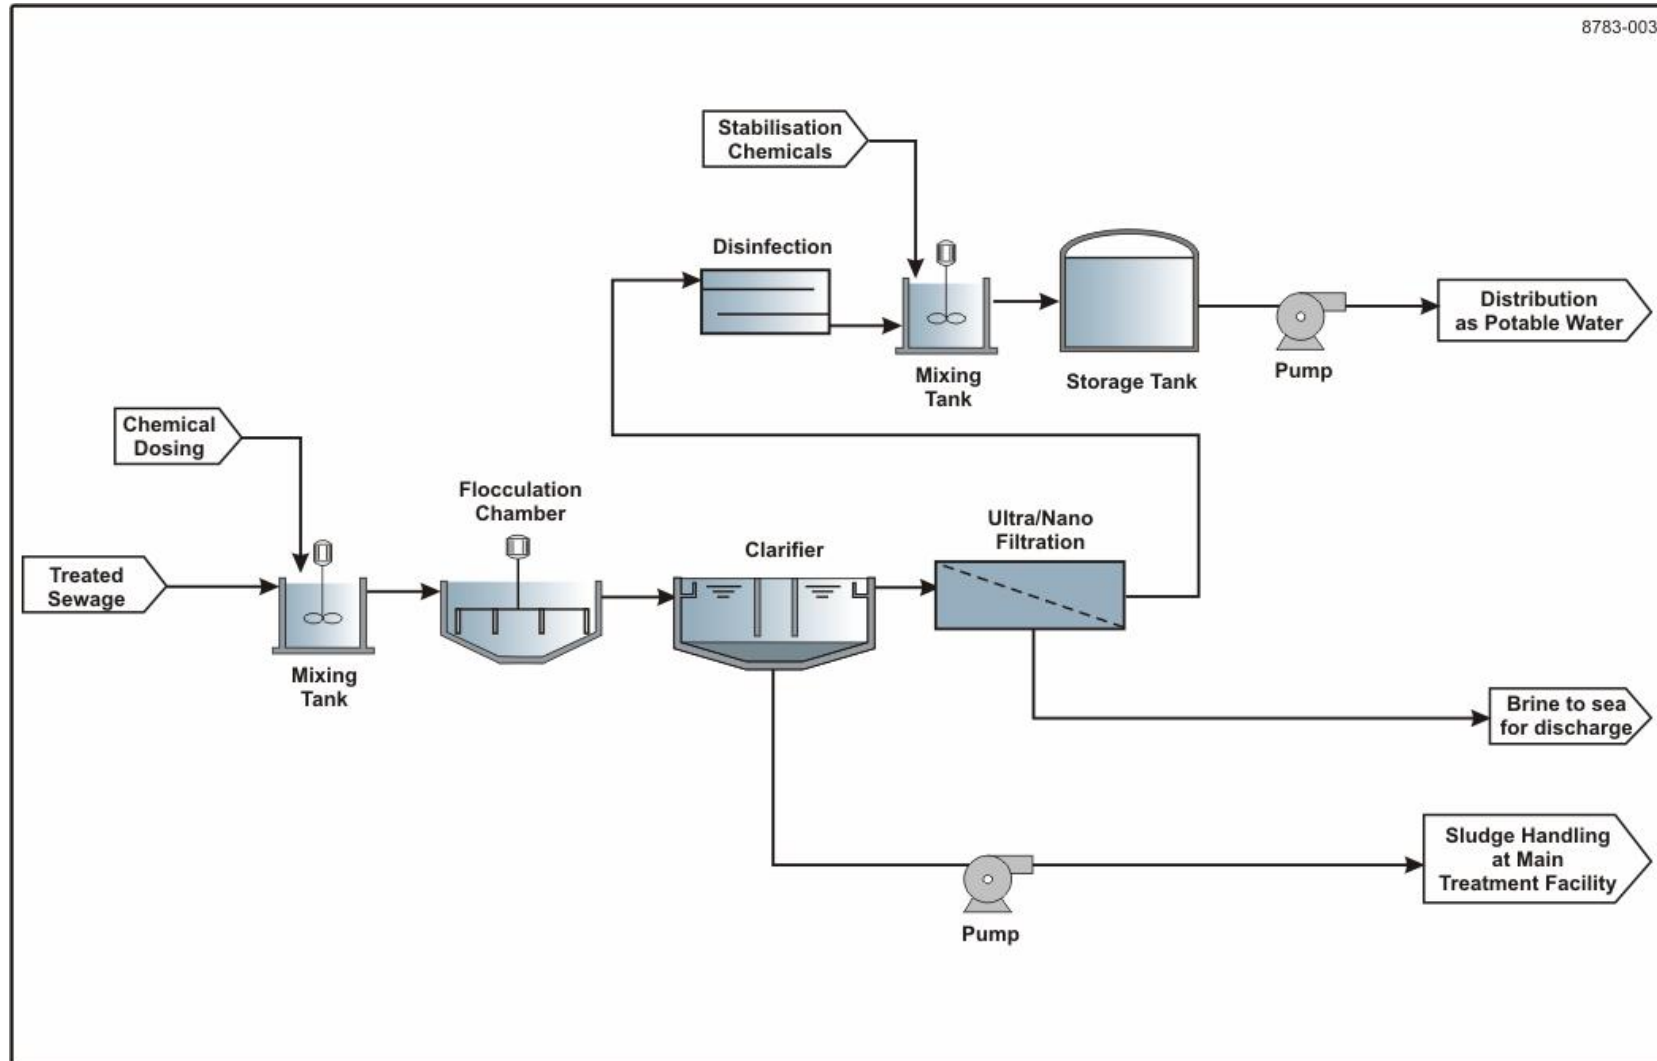 8783-003
Stabilisation
Chemicals
Disinfection
Mixing
Tank
Storage Tank
Pump
Distribution
as Potable Water
Chemical
Dosing
Flocculation
Chamber
Clarifier
Ultra/Nano
Filtration
Treated
Sewage
Mixing
Tank
Brine to sea
for discharge
Sludge Handling
at Main
Treatment Facility
Pump